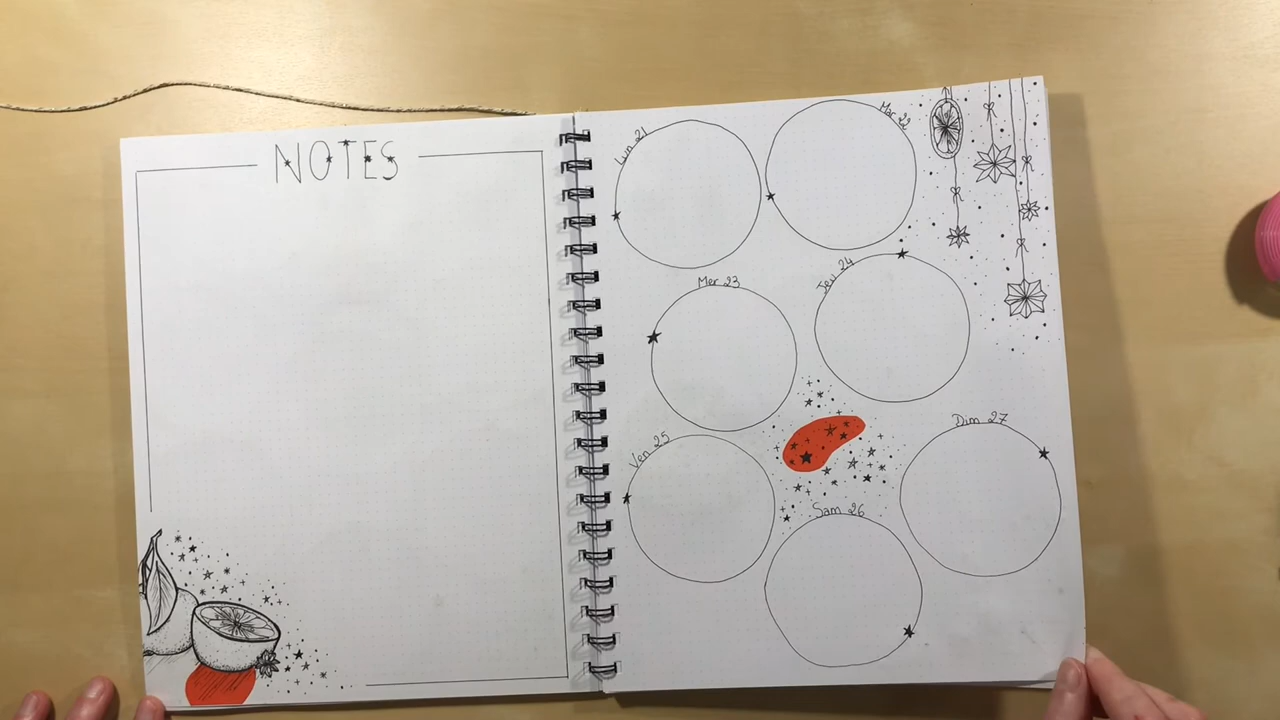 NOTES
Lun 21
Mar 22
Mer 23
Jeu 24
Ven 25
Sam 26
Dim 27